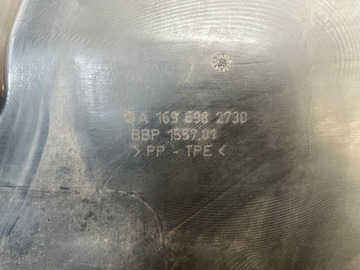 A 169 698 2730
BBP 1557.01
> PP - TPE <